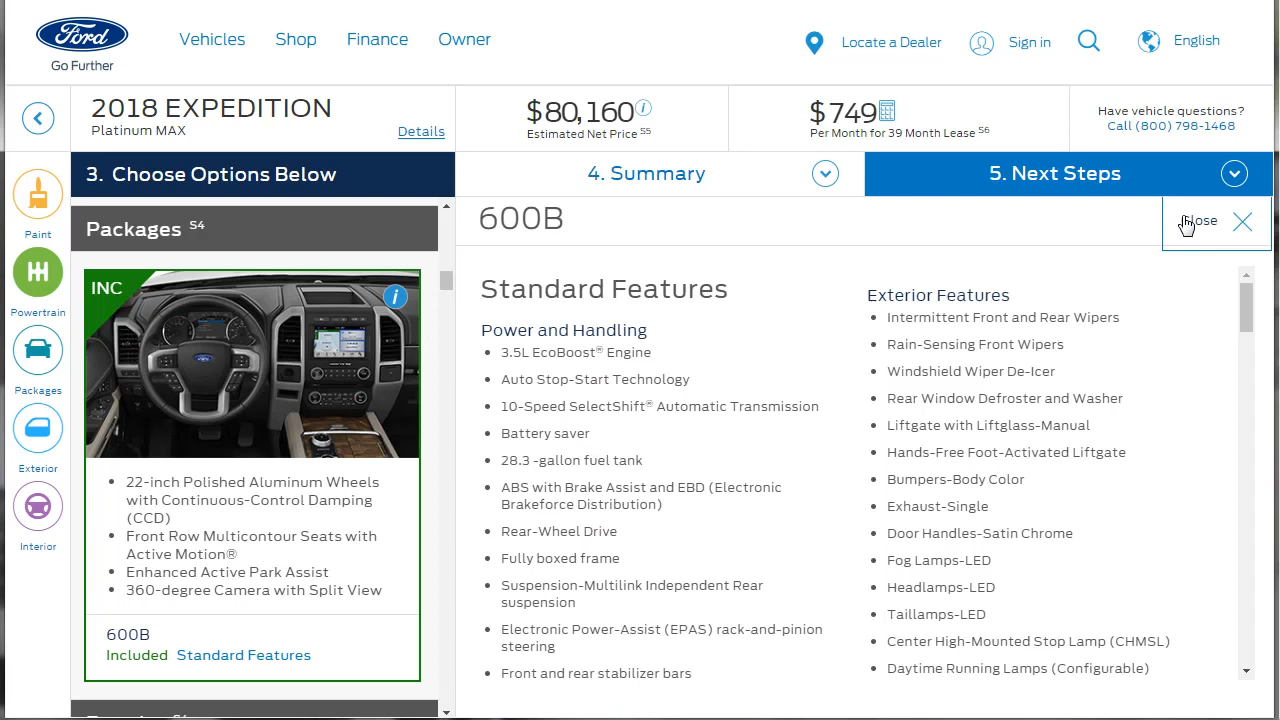 Ford
Go Further
Vehicles
Shop
Finance
Owner
Locate a Dealer
Sign in
English
2018 EXPEDITION
Platinum MAX
Details
$80,160
Estimated Net Price S5
$749
Per Month for 39 Month Lease S6
Have vehicle questions?
Call (800) 798-1468
3. Choose Options Below
4. Summary
5. Next Steps
Paint
Powertrain
Packages
Exterior
Interior
Packages S4
INC
i
22-inch Polished Aluminum Wheels
with Continuous-Control Damping
(CCD)
Front Row Multicontour Seats with
Active Motion®
Enhanced Active Park Assist
360-degree Camera with Split View
600B
Included Standard Features
600B
Standard Features
Power and Handling
3.5L EcoBoost® Engine
Auto Stop-Start Technology
10-Speed SelectShift® Automatic Transmission
Battery saver
28.3 -gallon fuel tank
ABS with Brake Assist and EBD (Electronic
Brakeforce Distribution)
Rear-Wheel Drive
Fully boxed frame
Suspension-Multilink Independent Rear
suspension
Electronic Power-Assist (EPAS) rack-and-pinion
steering
Front and rear stabilizer bars
Exterior Features
Intermittent Front and Rear Wipers
Rain-Sensing Front Wipers
Windshield Wiper De-Icer
Rear Window Defroster and Washer
Liftgate with Liftglass-Manual
Hands-Free Foot-Activated Liftgate
Bumpers-Body Color
Exhaust-Single
Door Handles-Satin Chrome
Fog Lamps-LED
Headlamps-LED
Taillamps-LED
Center High-Mounted Stop Lamp (CHMSL)
Daytime Running Lamps (Configurable)